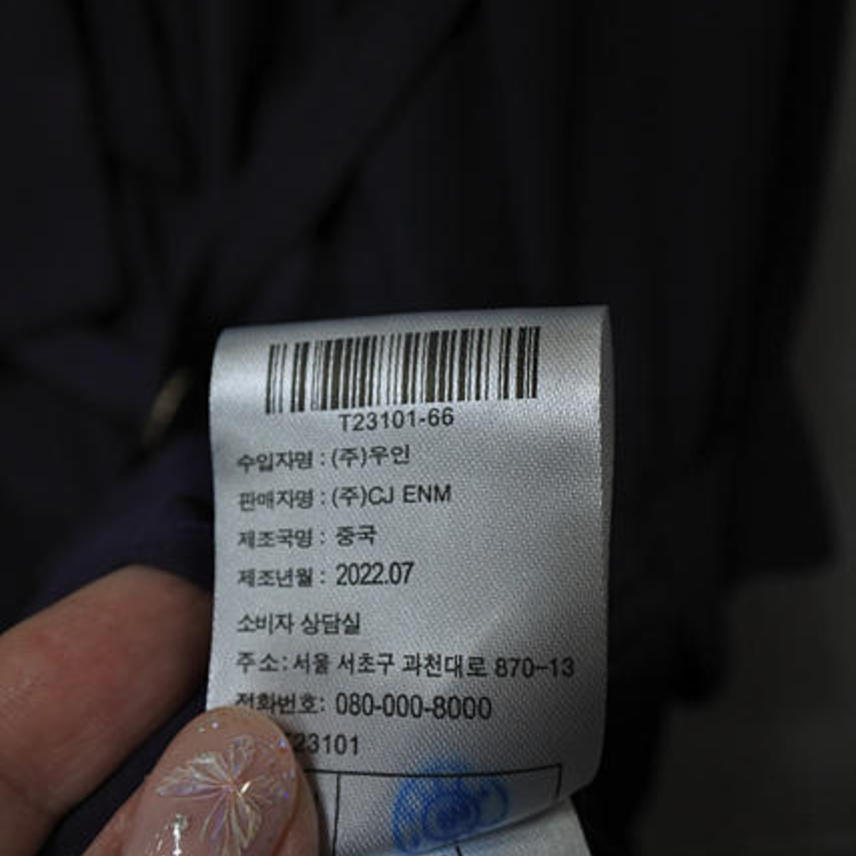 T23101-66
수입자명 : (주)우인
판매자명 : (주)CJ ENM
제조국명 : 중국
제조년월 : 2022.07
소비자 상담실
주소: 서울 서초구 과천대로 870-13
전화번호: 080-000-8000
23101